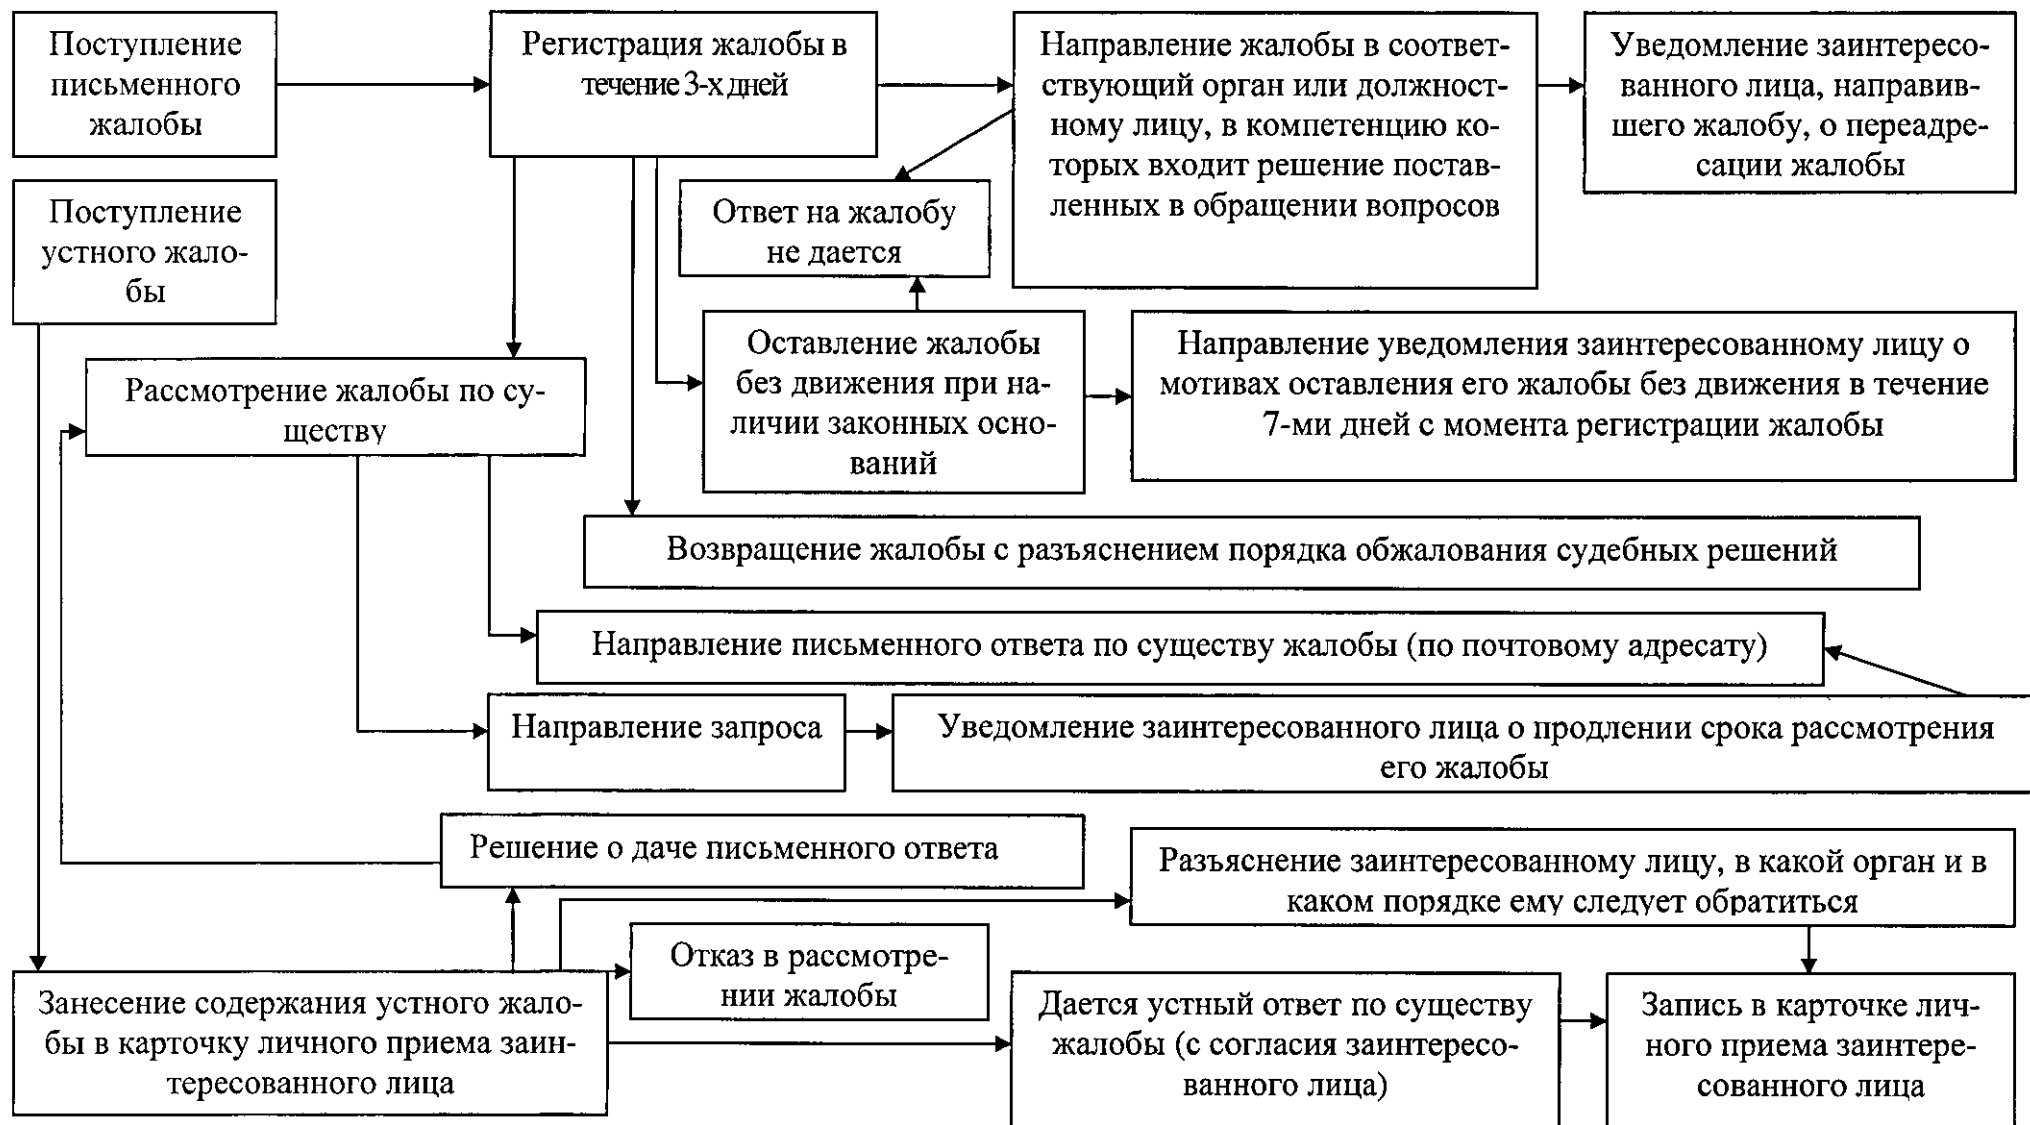 Поступление
письменного
жалобы
Регистрация жалобы в
течение 3-х дней
Направление жалобы в соответ-
ствующий орган или должност-
ному лицу, в компетенцию ко-
торых входит решение постав-
ленных в обращении вопросов
Уведомление заинтересо-
ванного лица, направив-
шего жалобу, о переадре-
сации жалобы
Поступление
устного жало-
бы
Ответ на жалобу
не дается
Рассмотрение жалобы по су-
ществу
Оставление жалобы
без движения при на-
личии законных осно-
ваний
Направление уведомления заинтересованному лицу о
мотивах оставления его жалобы без движения в течение
7-ми дней с момента регистрации жалобы
Возвращение жалобы с разъяснением порядка обжалования судебных решений
Направление письменного ответа по существу жалобы (по почтовому адресату)
Направление запроса
Уведомление заинтересованного лица о продлении срока рассмотрения
его жалобы
Решение о даче письменного ответа
Разъяснение заинтересованному лицу, в какой орган и в
каком порядке ему следует обратиться
Отказ в рассмотре-
нии жалобы
Занесение содержания устного жало-
бы в карточку личного приема заин-
тересованного лица
Дается устный ответ по существу
жалобы (с согласия заинтересо-
ванного лица)
Запись в карточке лич-
ного приема заинтере-
сованного лица